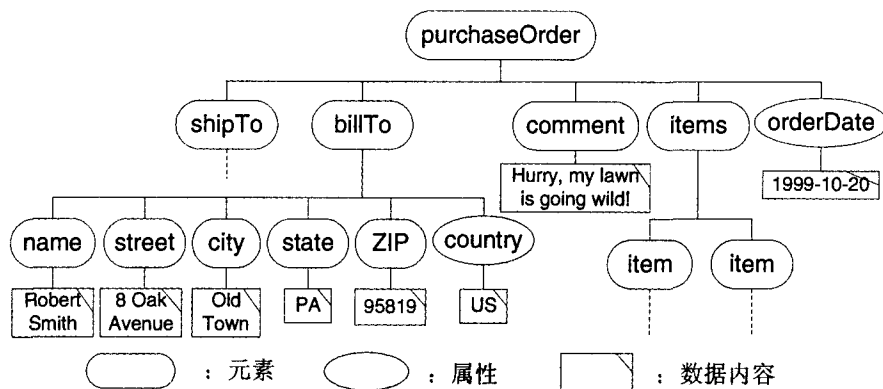 purchaseOrder
shipTo
billTo
comment
items
orderDate
Hurry, my lawn
is going wild!
1999-10-20
name
street
city
state
ZIP
country
item
item
Robert
Smith
8 Oak
Avenue
Old
Town
PA
95819
US
：元素
：属性
：数据内容